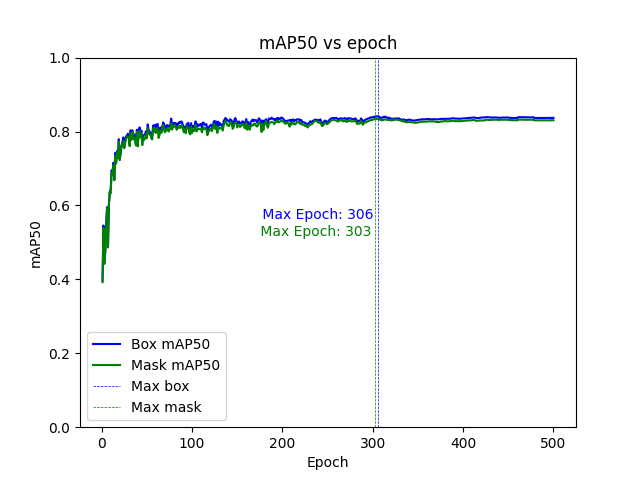 mAP50 vs epoch
1.0
0.8
0.6
0.4
0.2
0.0
mAP50
Max Epoch: 306
Max Epoch: 303
Box mAP50
Mask mAP50
Max box
Max mask
0 100 200 300 400 500
Epoch